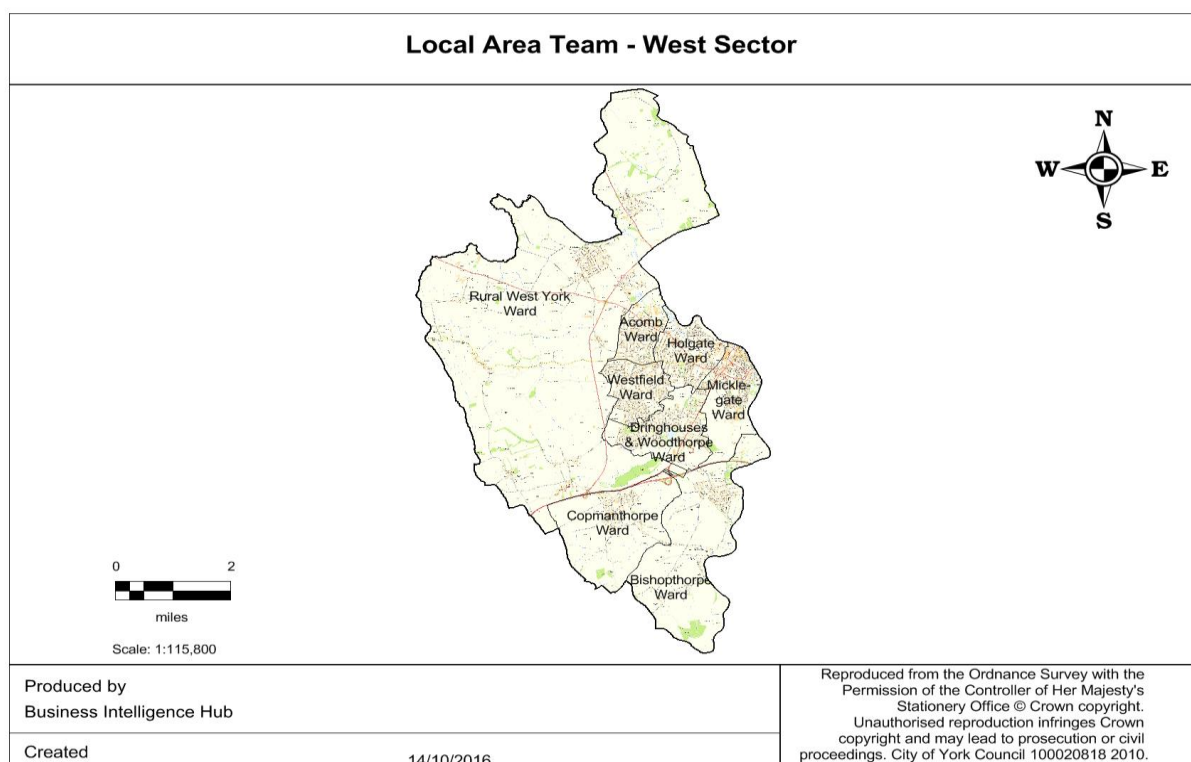 Local Area Team - West Sector
N
W E
S
Rural West York
Ward
Acomb
Ward
Holgate
Ward
Westfield
Ward
Mickle-
gate
Ward
Dringhouses
& Woodthorpe
Ward
Copmanthorpe
Ward
Bishopthorpe
Ward
0 2
miles
Scale: 1:115,800
Produced by
Business Intelligence Hub
Created 14/10/2016
Reproduced from the Ordnance Survey with the
Permission of the Controller of Her Majesty's
Stationery Office © Crown copyright.
Unauthorised reproduction infringes Crown
copyright and may lead to prosecution or civil
proceedings. City of York Council 100020818 2010.